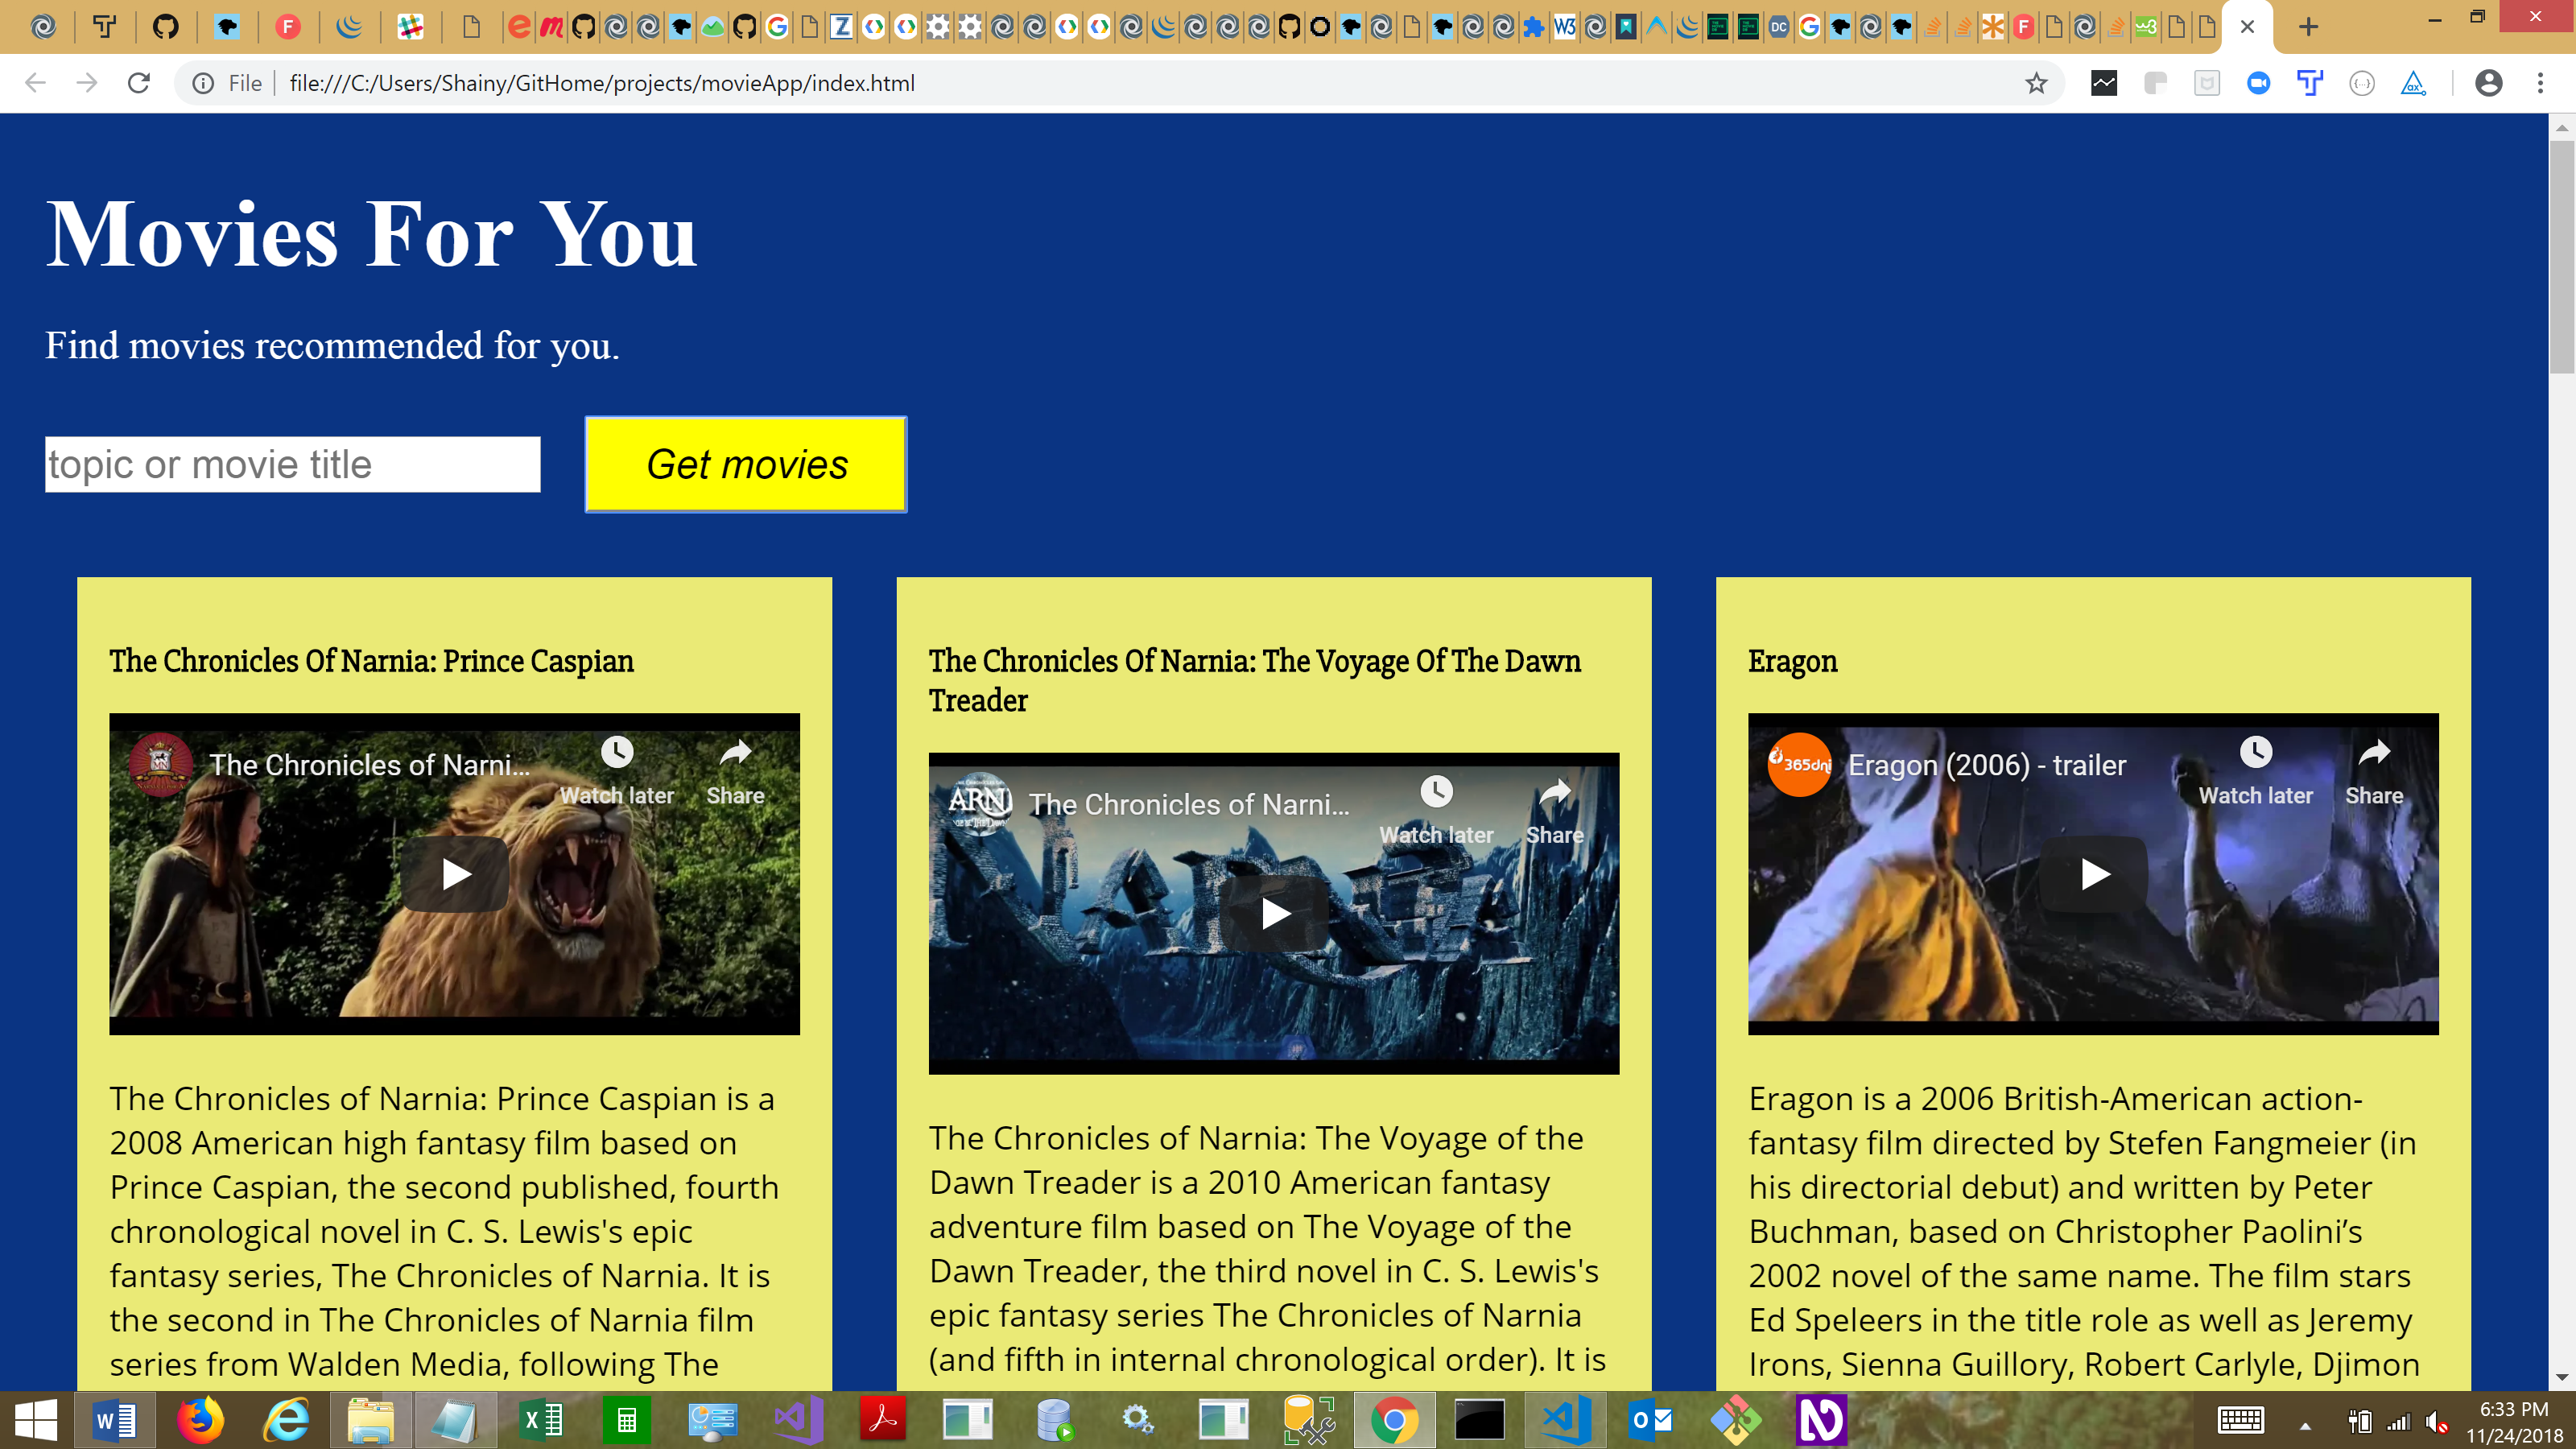 File
file:///C:/Users/Shainy/GitHome/projects/movieApp/index.html
Movies For You
Find movies recommended for you.
topic or movie title
Get movies
The Chronicles Of Narnia: Prince Caspian
The Chronicles of Narni...
Watch later
Share
The Chronicles of Narnia: Prince Caspian is a
2008 American high fantasy film based on
Prince Caspian, the second published, fourth
chronological novel in C. S. Lewis's epic
fantasy series, The Chronicles of Narnia. It is
the second in The Chronicles of Narnia film
series from Walden Media, following The
The Chronicles Of Narnia: The Voyage Of The Dawn
Treader
The Chronicles of Narni...
Watch later
Share
The Chronicles of Narnia: The Voyage of the
Dawn Treader is a 2010 American fantasy
adventure film based on The Voyage of the
Dawn Treader, the third novel in C. S. Lewis's
epic fantasy series The Chronicles of Narnia
(and fifth in internal chronological order). It is
Eragon
365dni
Eragon (2006) - trailer
Watch later
Share
Eragon is a 2006 British-American action-
fantasy film directed by Stefen Fangmeier (in
his directorial debut) and written by Peter
Buchman, based on Christopher Paolini’s
2002 novel of the same name. The film stars
Ed Speleers in the title role as well as Jeremy
Irons, Sienna Guillory, Robert Carlyle, Djimon
6:33 PM
11/24/2018